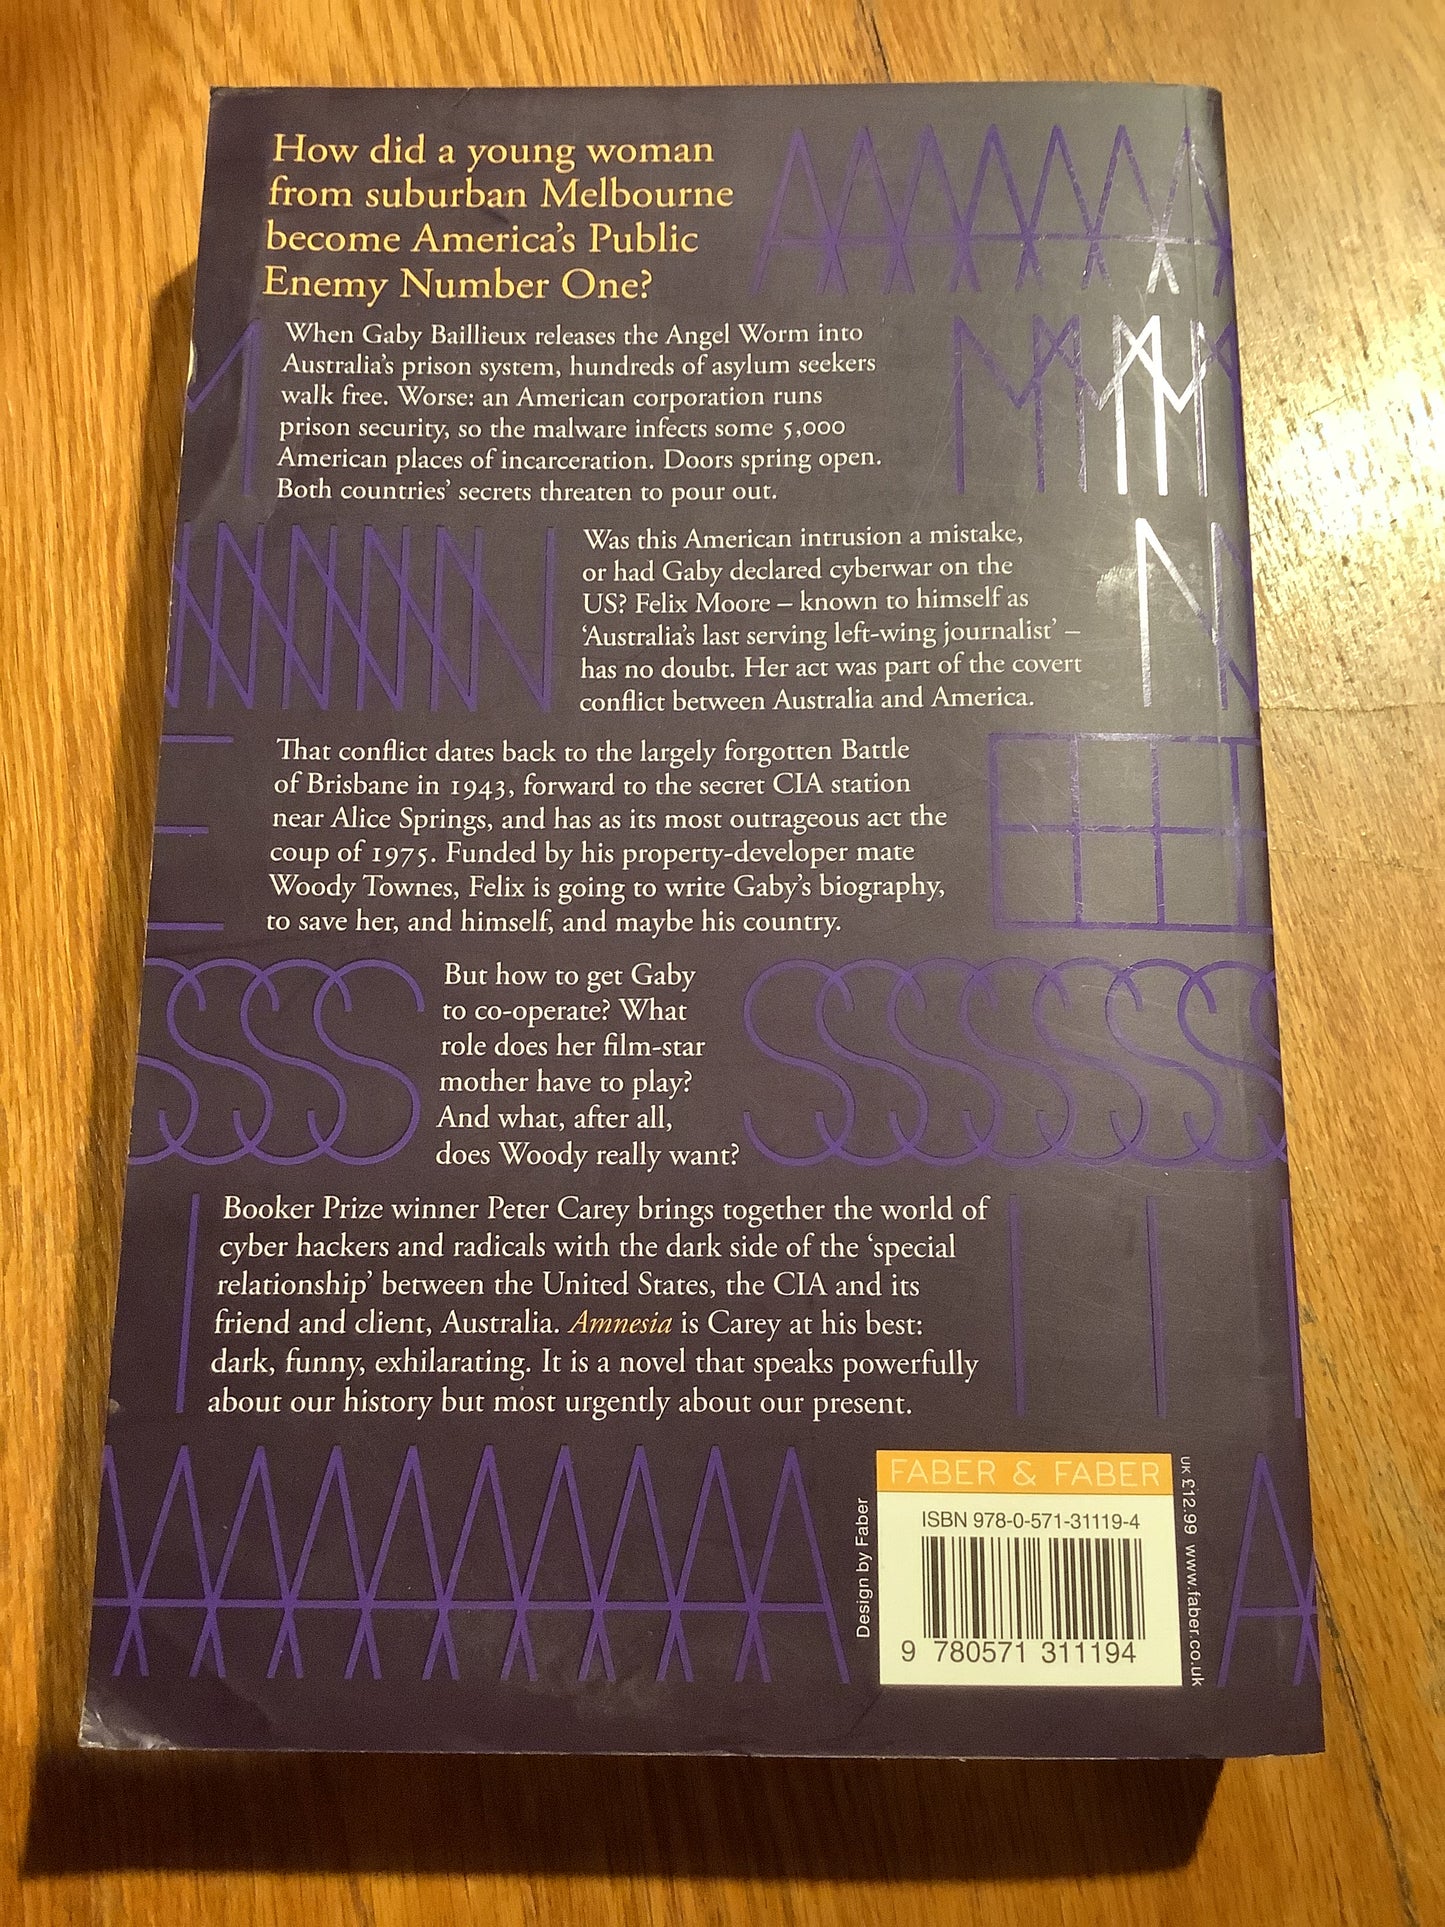 How did a young woman
from suburban Melbourne
become America's Public
Enemy Number One?
When Gaby Baillieux releases the Angel Worm into
Australia's prison system, hundreds of asylum seekers
walk free. Worse: an American corporation runs
prison security, so the malware infects some 5,000
American places of incarceration. Doors spring open.
Both countries' secrets threaten to pour out.
Was this American intrusion a mistake,
or had Gaby declared cyberwar on the
US? Felix Moore – known to himself as
'Australia's last serving left-wing journalist' –
has no doubt. Her act was part of the covert
conflict between Australia and America.
That conflict dates back to the largely forgotten Battle
of Brisbane in 1943, forward to the secret CIA station
near Alice Springs, and has as its most outrageous act the
coup of 1975. Funded by his property-developer mate
Woody Townes, Felix is going to write Gaby's biography,
to save her, and himself, and maybe his country.
But how to get Gaby
to co-operate? What
role does her film-star
mother have to play?
And what, after all,
does Woody really want?
Booker Prize winner Peter Carey brings together the world of
cyber hackers and radicals with the dark side of the 'special
relationship' between the United States, the CIA and its
friend and client, Australia. Amnesia is Carey at his best:
dark, funny, exhilarating. It is a novel that speaks powerfully
about our history but most urgently about our present.
Design by Faber
FABER & FABER
ISBN 978-0-571-31119-4
9 780571 311194
UK £12.99 www.faber.co.uk